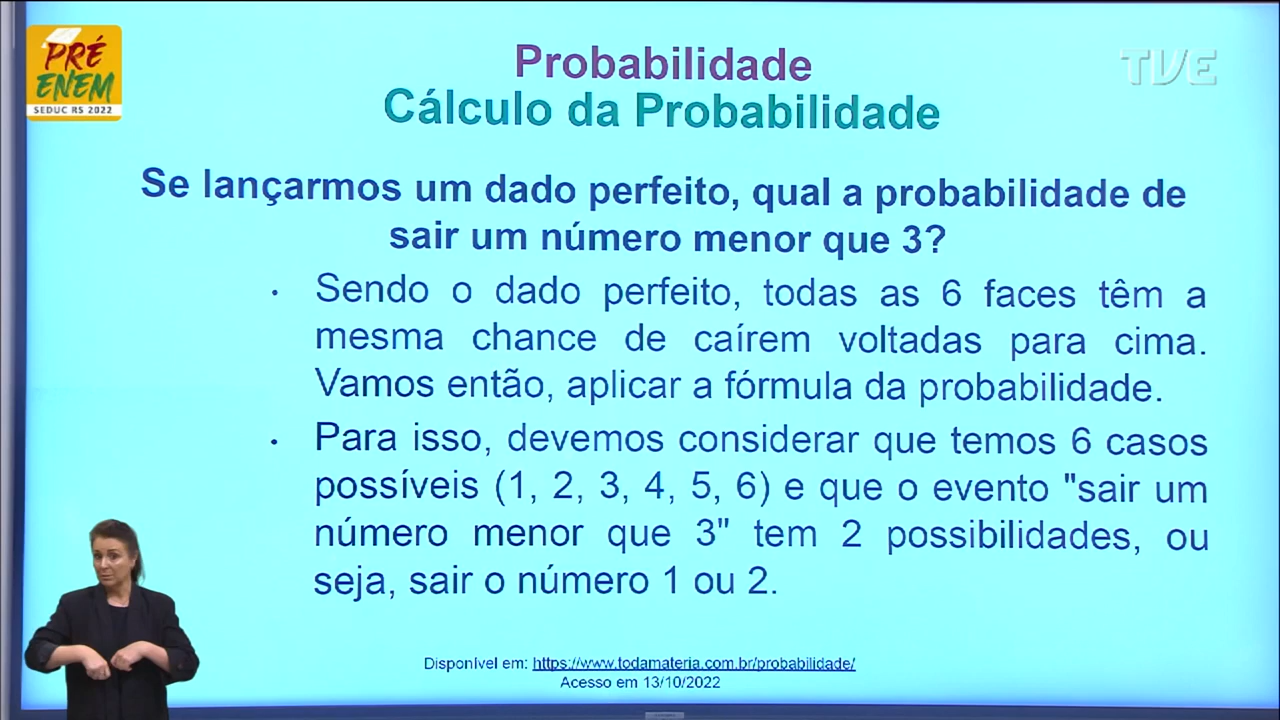 PRÉ
ENEM
SEDUC RS 2022
TVE
Probabilidade
Cálculo da Probabilidade
Se lançarmos um dado perfeito, qual a probabilidade de
sair um número menor que 3?
• Sendo o dado perfeito, todas as 6 faces têm a
mesma chance de caírem voltadas para cima.
Vamos então, aplicar a fórmula da probabilidade.
• Para isso, devemos considerar que temos 6 casos
possíveis (1, 2, 3, 4, 5, 6) e que o evento "sair um
número menor que 3" tem 2 possibilidades, ou
seja, sair o número 1 ou 2.
Disponível em: https://www.todamateria.com.br/probabilidade/
Acesso em 13/10/2022